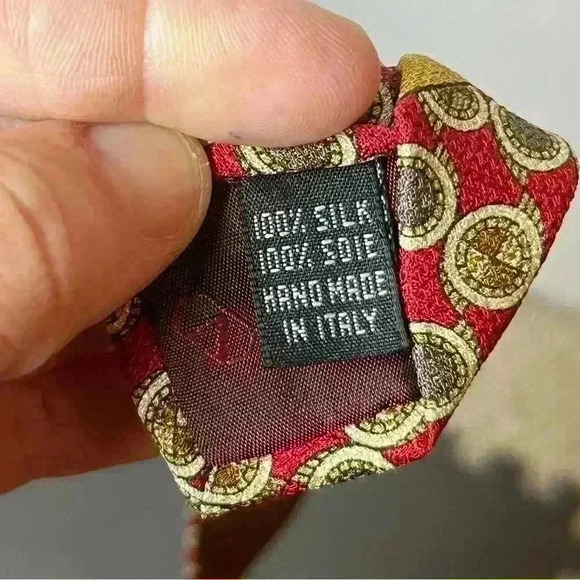 100% SILK
100% SOIE
HAND MADE
IN ITALY